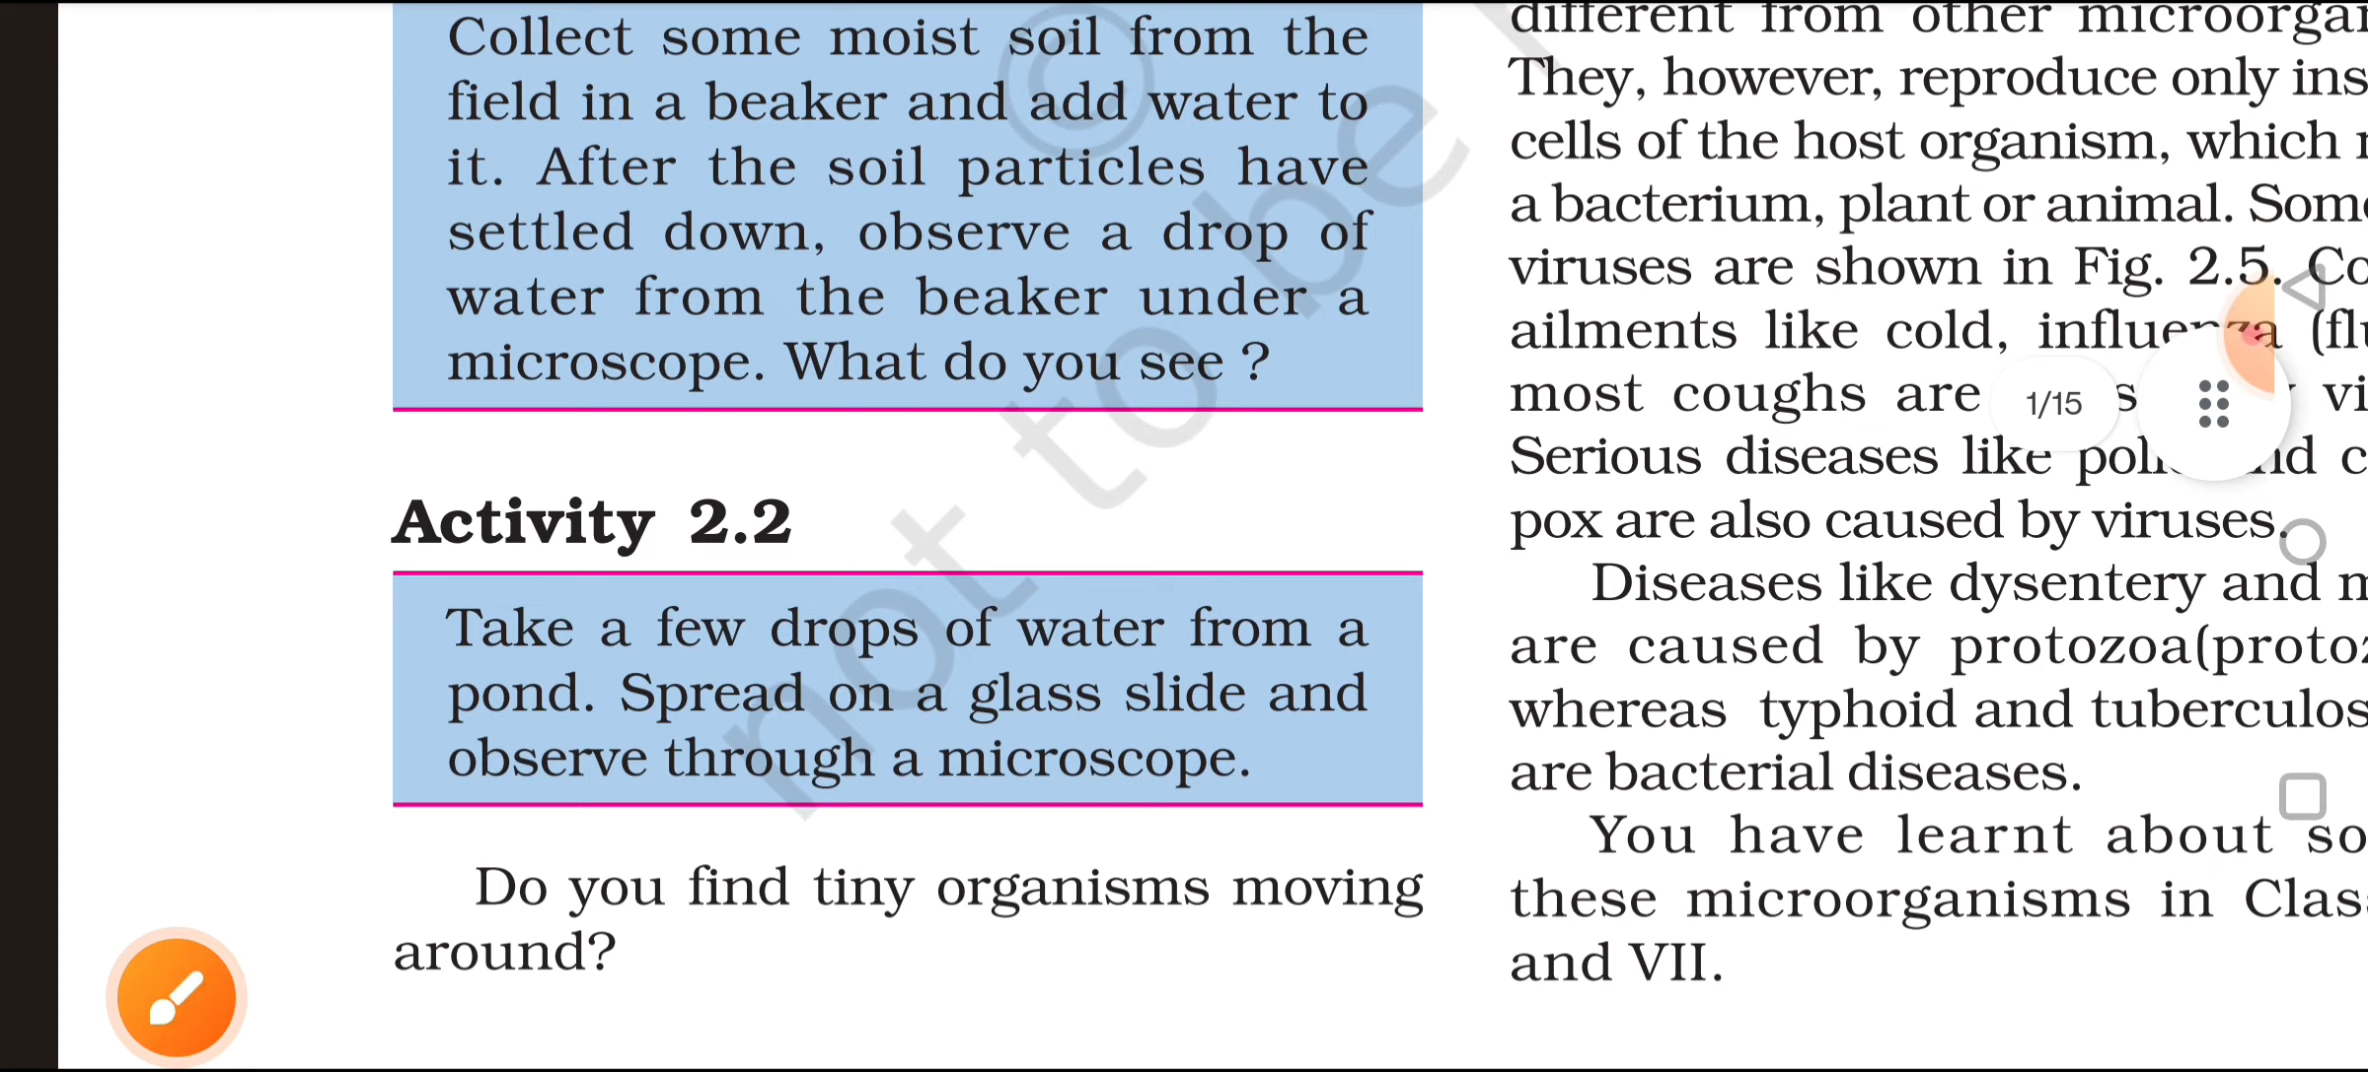 Collect some moist soil from the
field in a beaker and add water to
it. After the soil particles have
settled down, observe a drop of
water from the beaker under a
microscope. What do you see ?
Activity 2.2
Take a few drops of water from a
pond. Spread on a glass slide and
observe through a microscope.
Do you find tiny organisms moving
around?
different from other
They, however, reproduce only
cells of the host organism, which
a bacterium, plant or animal.
viruses are shown in Fig. 2.5.
ailments like cold, influenza
most coughs are
Serious diseases like
pox are also caused by viruses.
Diseases like dysentery and
are caused by protozoa
whereas typhoid and
are bacterial diseases.
You have learnt about
these microorganisms in
and VII.
1/15
© not to be